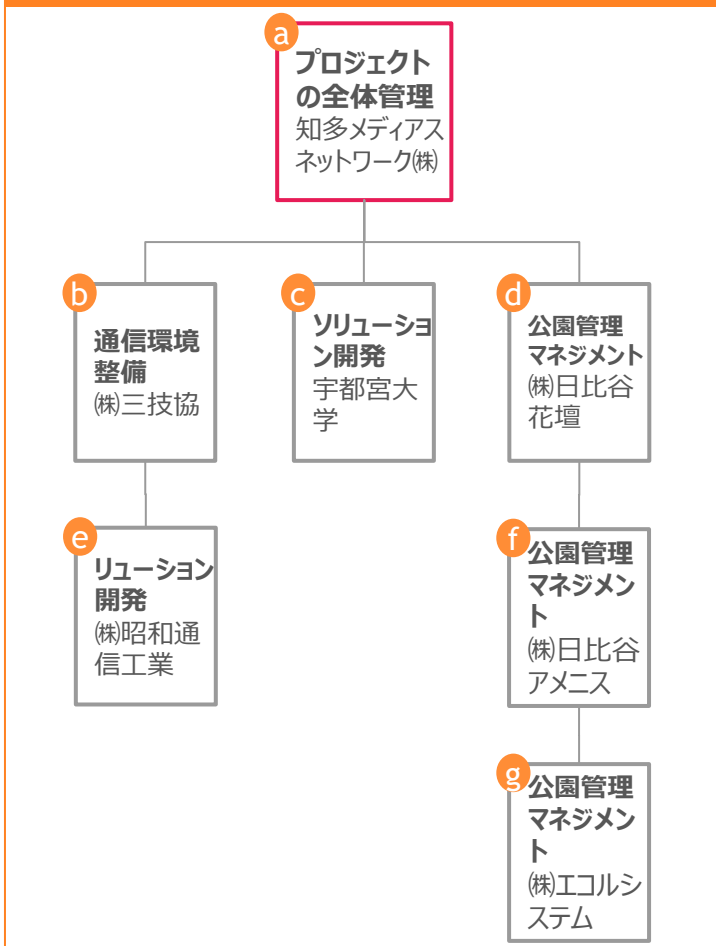 a
プロジェクト
の全体管理
知多メディアス
ネットワーク㈱
b
通信環境
整備
㈱三技協
c
ソリューショ
ン開発
宇都宮大
学
d
公園管理
マネジメント
㈱日比谷
花壇
e
リューション
開発
㈱昭和通
信工業
f
公園管理
マネジメン
ト
㈱日比谷
アメニス
g
公園管理
マネジメン
ト
㈱エコルシ
ステム